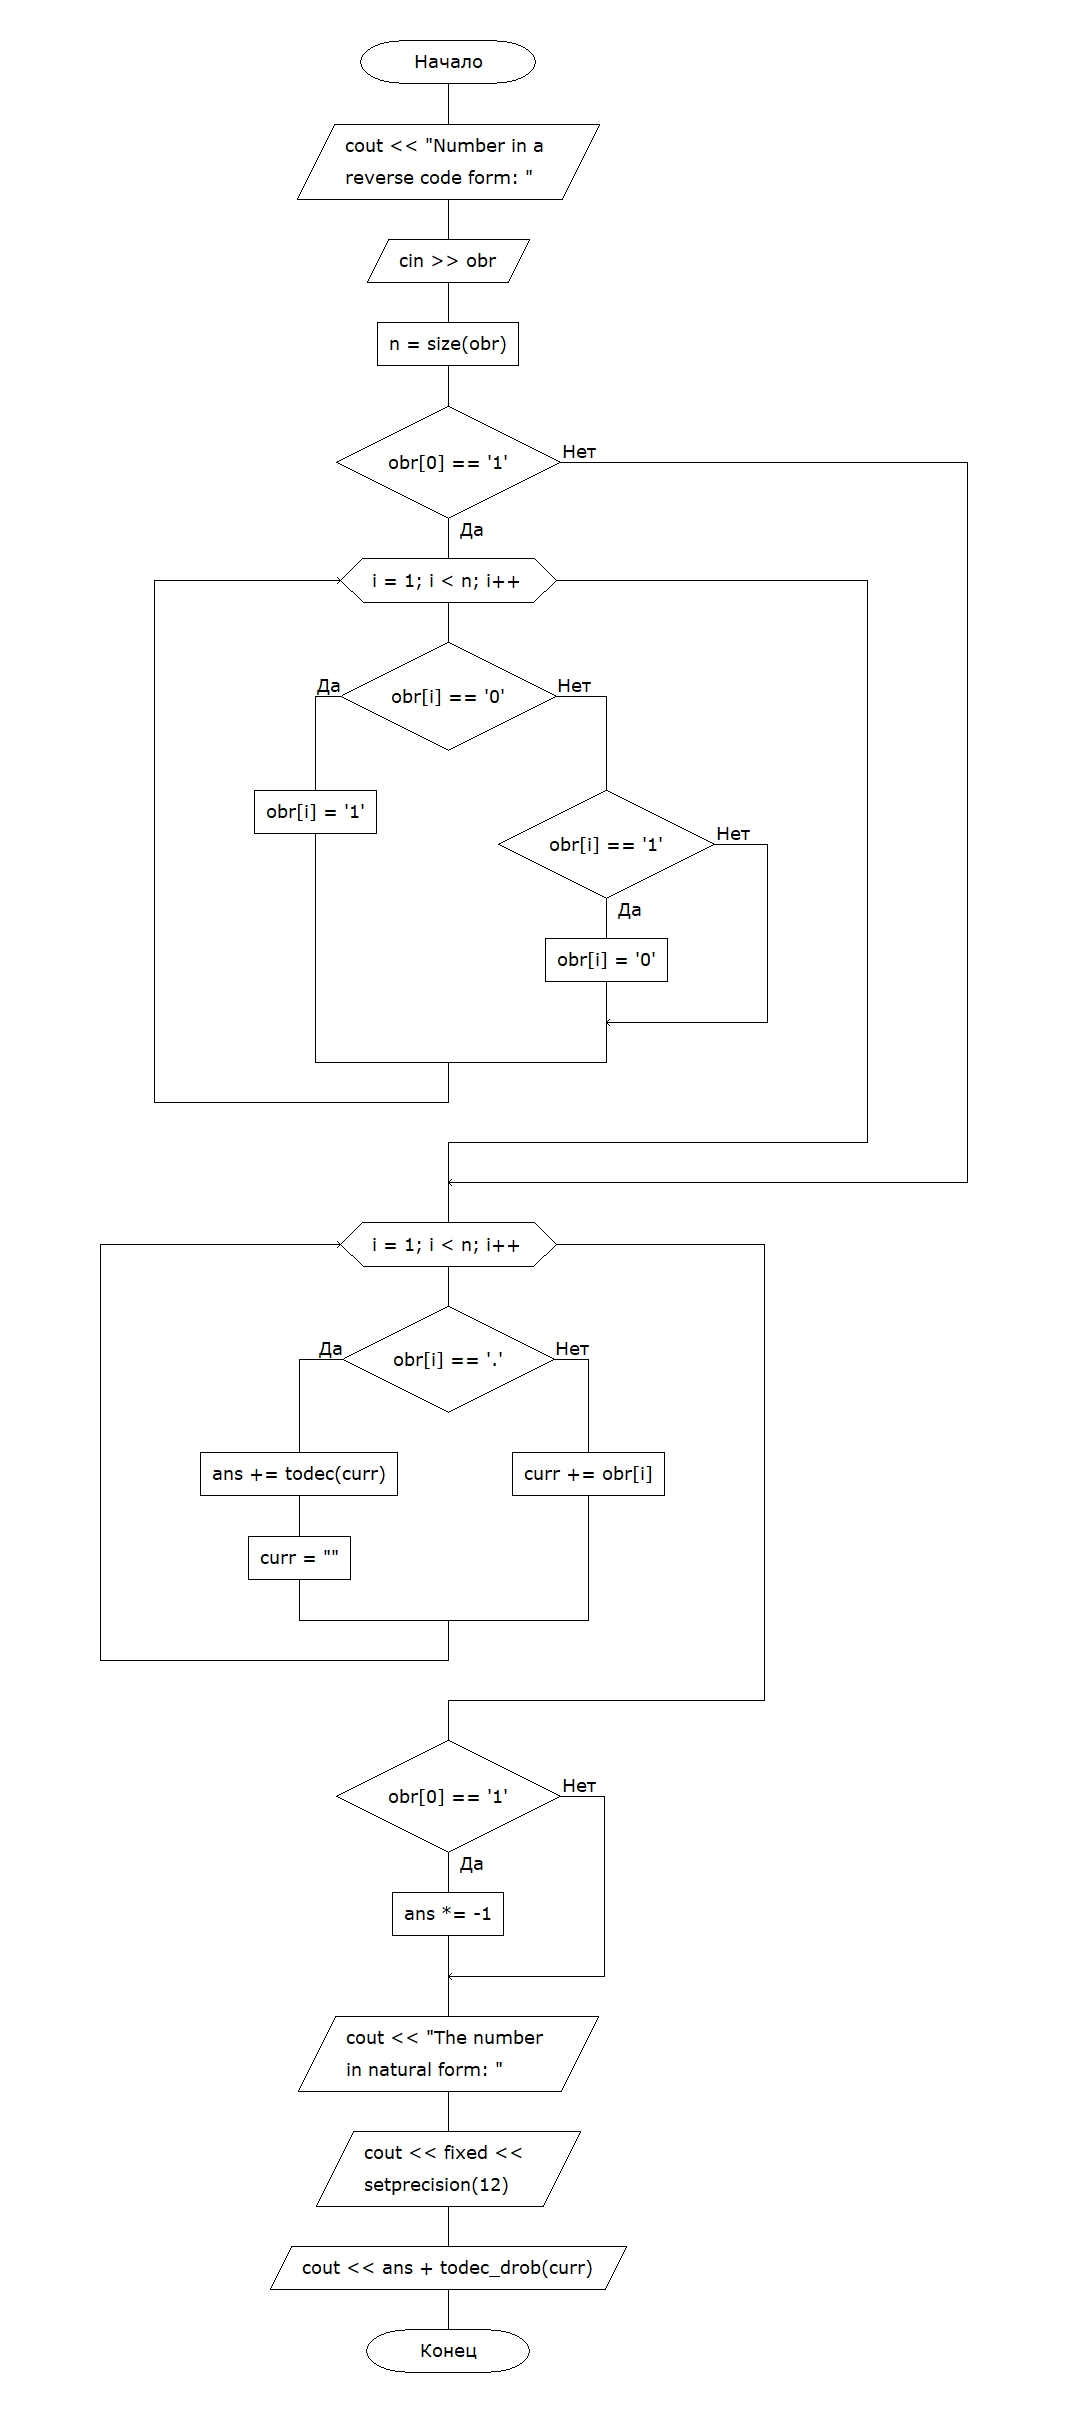 Начало
cout << "Number in a
reverse code form: "
cin >> obr
n = size(obr)
obr[0] == '1'
Нет
Да
i = 1; i < n; i++
Да
obr[i] == '0'
Нет
obr[i] = '1'
obr[i] == '1'
Нет
Да
obr[i] = '0'
i = 1; i < n; i++
Да
obr[i] == '.'
Нет
ans += todec(curr)
curr += obr[i]
curr = ""
obr[0] == '1'
Нет
Да
ans *= -1
cout << "The number
in natural form: "
cout << fixed <<
setprecision(12)
cout << ans + todec_drob(curr)
Конец